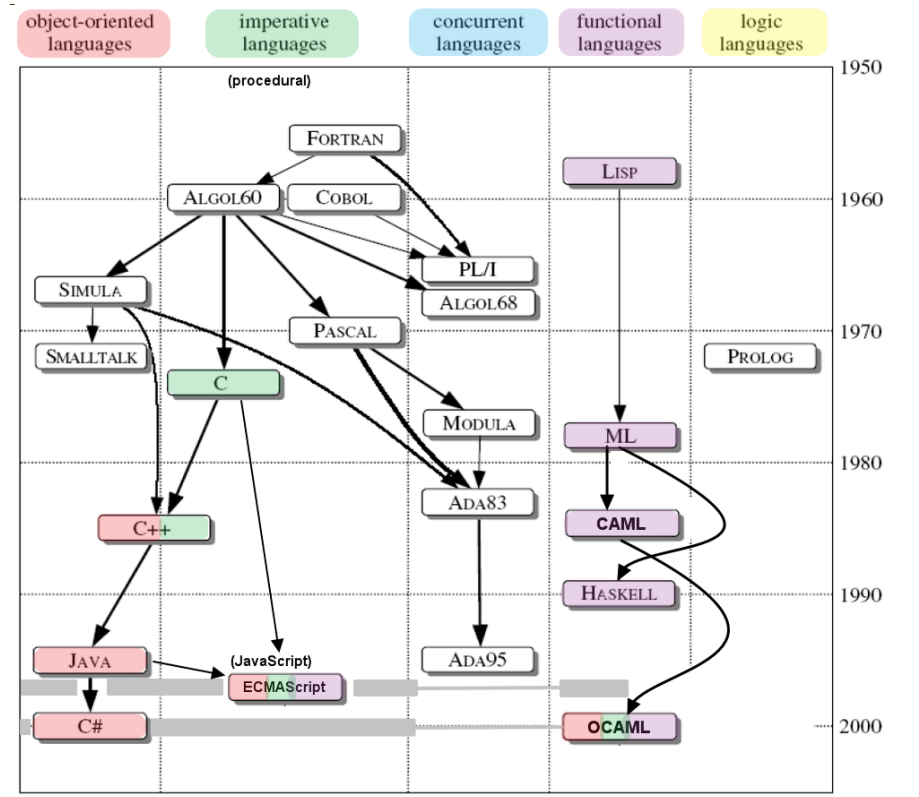 object-oriented
languages
imperative
languages
concurrent
languages
functional
languages
logic
languages
(procedural)
1950
FORTRAN
LISP
ALGOL60
COBOL
1960
PL/I
SIMULA
ALGOL68
PASCAL
1970
SMALLTALK
PROLOG
C
MODULA
ML
1980
ADA83
C++
CAML
HASKELL
1990
JAVA
(JavaScript)
ADA95
ECMAScript
C#
OCAML
2000